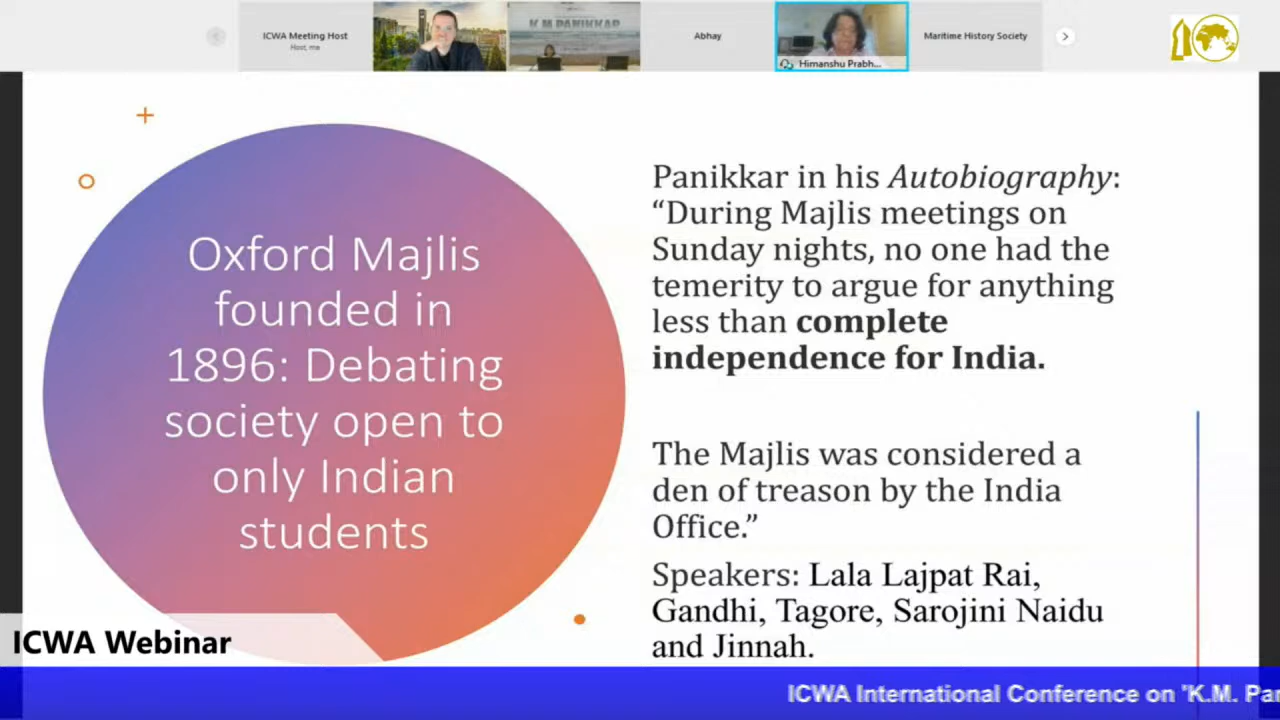 ICWA Meeting Host
Host, me
K M PANIKKAR
Abhay
Himanshu Prabh...
Maritime History Society
Oxford Majlis
founded in
1896: Debating
society open to
only Indian
students
Panikkar in his Autobiography:
“During Majlis meetings on
Sunday nights, no one had the
temerity to argue for anything
less than complete
independence for India.
The Majlis was considered a
den of treason by the India
Office.”
Speakers: Lala Lajpat Rai,
Gandhi, Tagore, Sarojini Naidu
and Jinnah.
ICWA Webinar
ICWA International Conference on 'K.M. Pan